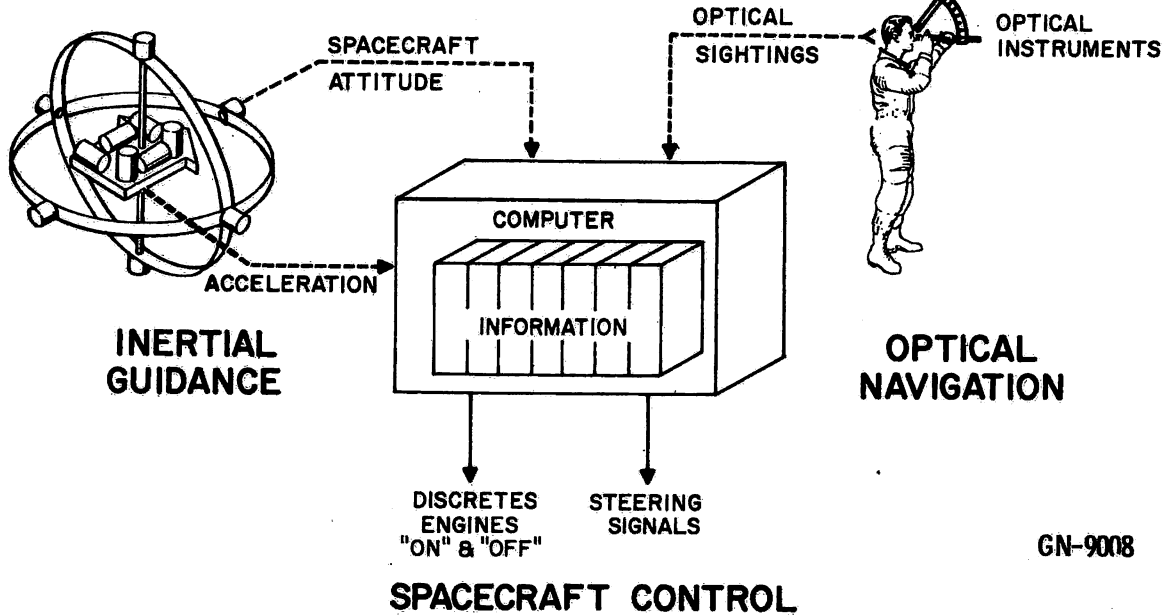 SPACECRAFT
ATTITUDE
OPTICAL
SIGHTINGS
OPTICAL
INSTRUMENTS
COMPUTER
INFORMATION
ACCELERATION
INERTIAL
GUIDANCE
OPTICAL
NAVIGATION
DISCRETES
ENGINES
"ON" & "OFF"
STEERING
SIGNALS
GN-9008
SPACECRAFT CONTROL